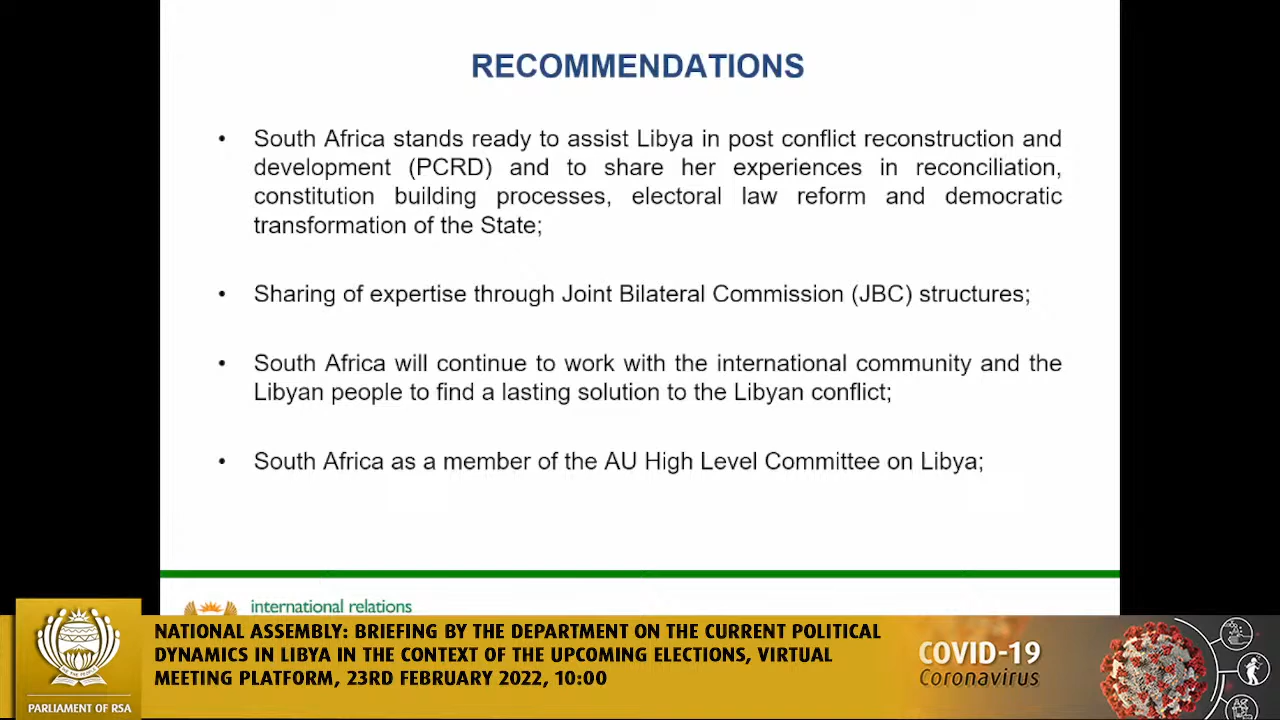 RECOMMENDATIONS
• South Africa stands ready to assist Libya in post conflict reconstruction and
development (PCRD) and to share her experiences in reconciliation,
constitution building processes, electoral law reform and democratic
transformation of the State;
• Sharing of expertise through Joint Bilateral Commission (JBC) structures;
• South Africa will continue to work with the international community and the
Libyan people to find a lasting solution to the Libyan conflict;
• South Africa as a member of the AU High Level Committee on Libya;
international relations
NATIONAL ASSEMBLY: BRIEFING BY THE DEPARTMENT ON THE CURRENT POLITICAL
DYNAMICS IN LIBYA IN THE CONTEXT OF THE UPCOMING ELECTIONS, VIRTUAL
MEETING PLATFORM, 23RD FEBRUARY 2022, 10:00
PARLIAMENT OF RSA
COVID-19
Coronavirus